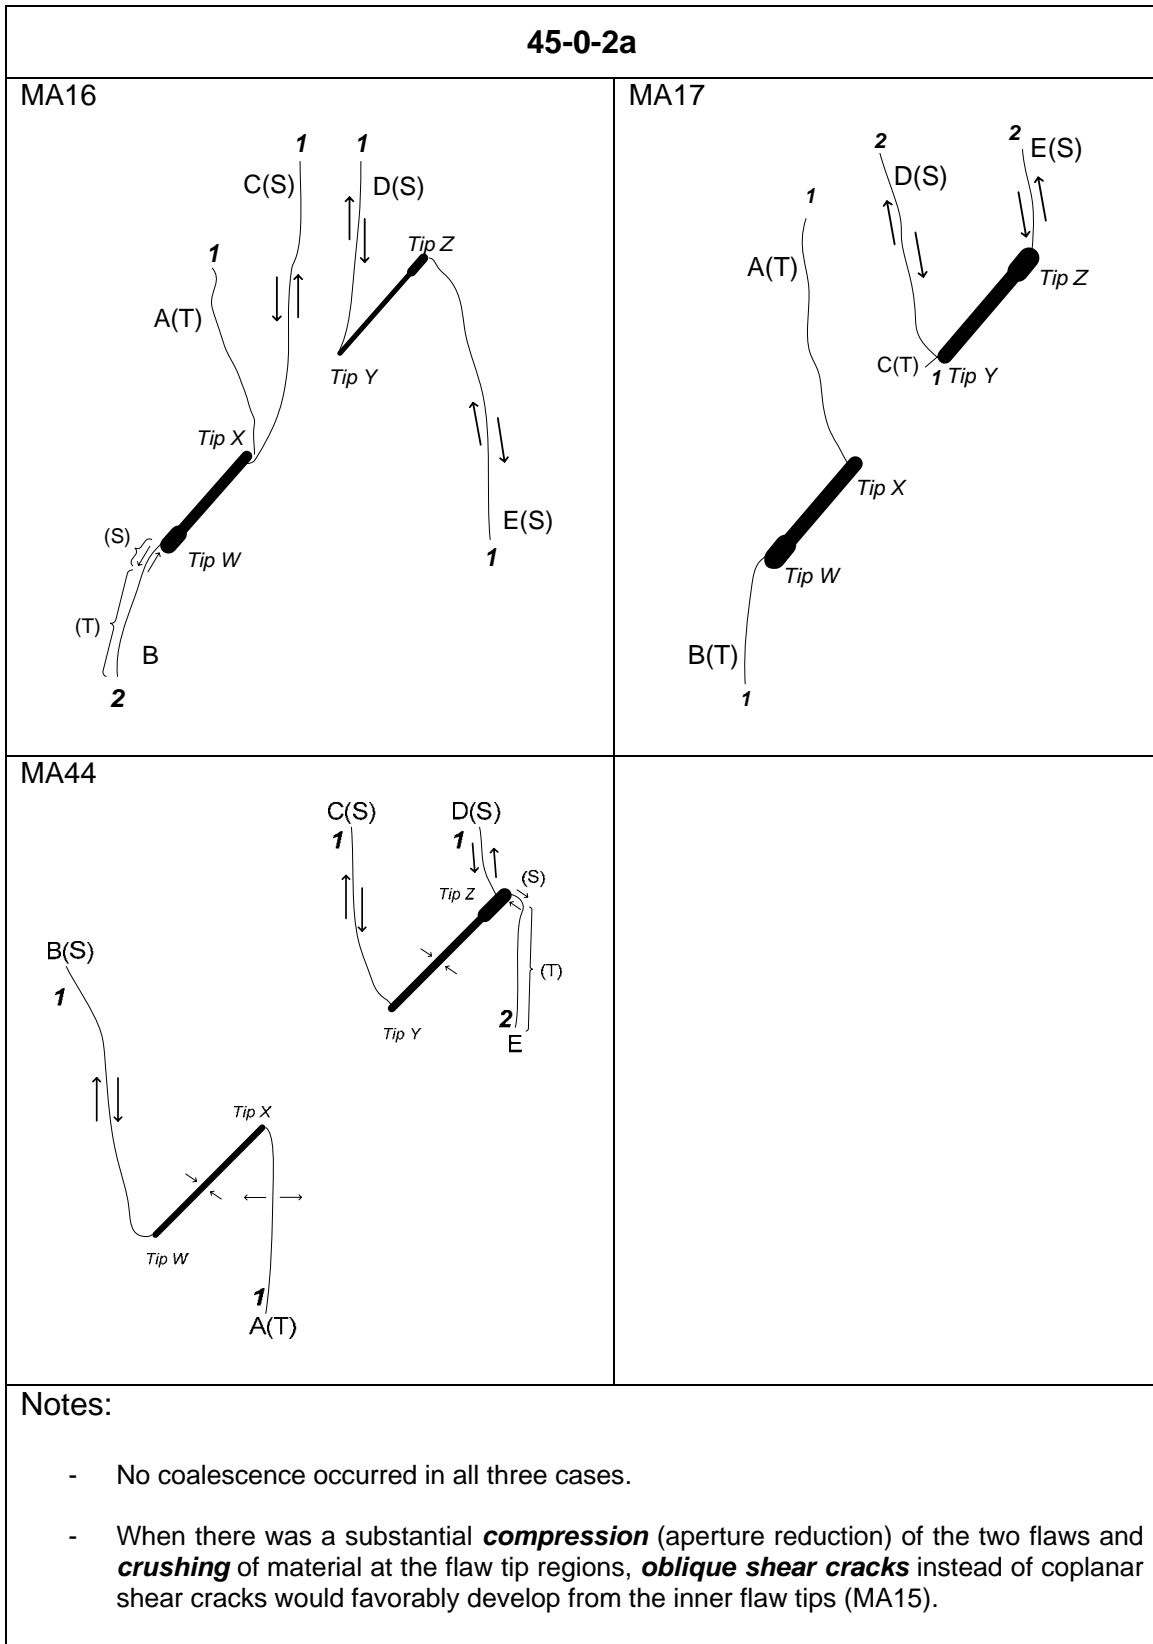 45-0-2a
MA16
1
1
C(S)
D(S)
1
Tip Z
A(T)
Tip Y
Tip X
E(S)
(S)
Tip W
1
(T)
B
2
MA17
2
2
E(S)
D(S)
1
A(T)
Tip Z
C(T)
1
Tip Y
Tip X
Tip W
B(T)
1
MA44
C(S)
D(S)
1
1
(S)
Tip Z
B(S)
(T)
1
2
Tip Y
E
Tip X
Tip W
1
A(T)
Notes:
- No coalescence occurred in all three cases.
- When there was a substantial compression (aperture reduction) of the two flaws and
crushing of material at the flaw tip regions, oblique shear cracks instead of coplanar
shear cracks would favorably develop from the inner flaw tips (MA15).